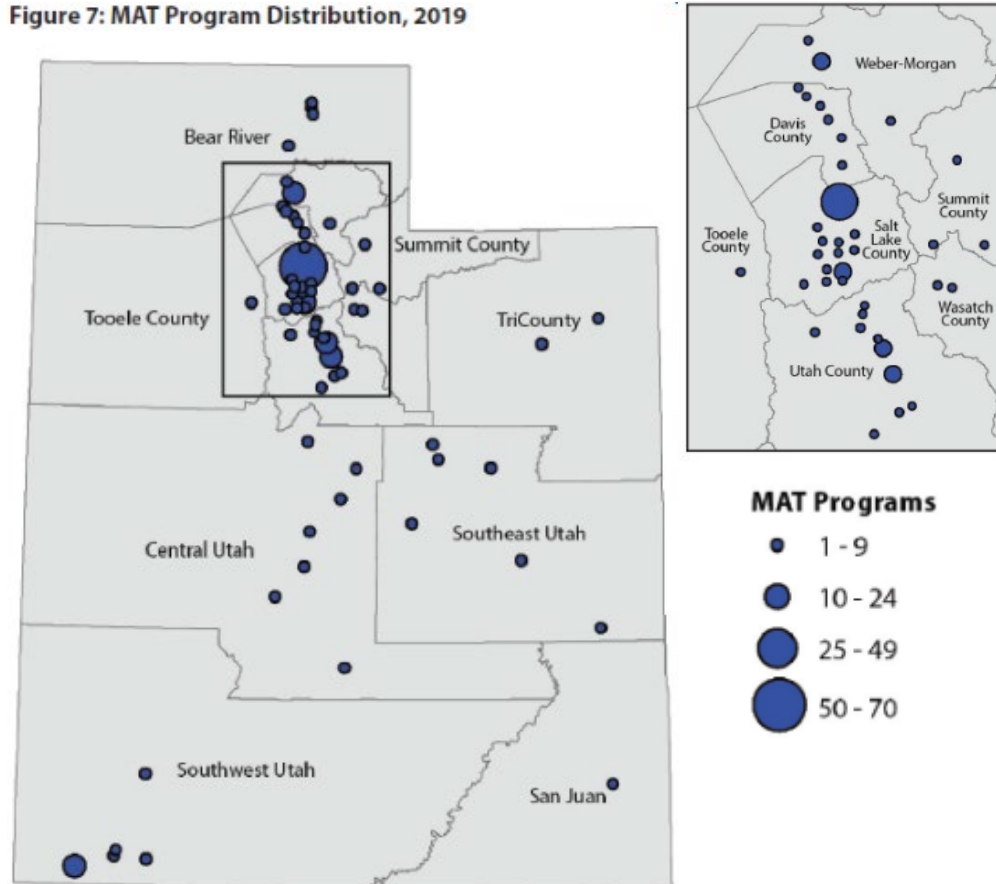 Figure 7: MAT Program Distribution, 2019
Bear River
Summit County
Tooele County
TriCounty
Central Utah
Southeast Utah
Southwest Utah
San Juan
Weber-Morgan
Davis
County
Summit
County
Tooele
County
Salt
Lake
County
Wasatch
County
Utah County
MAT Programs
1 - 9
10 - 24
25 - 49
50 - 70